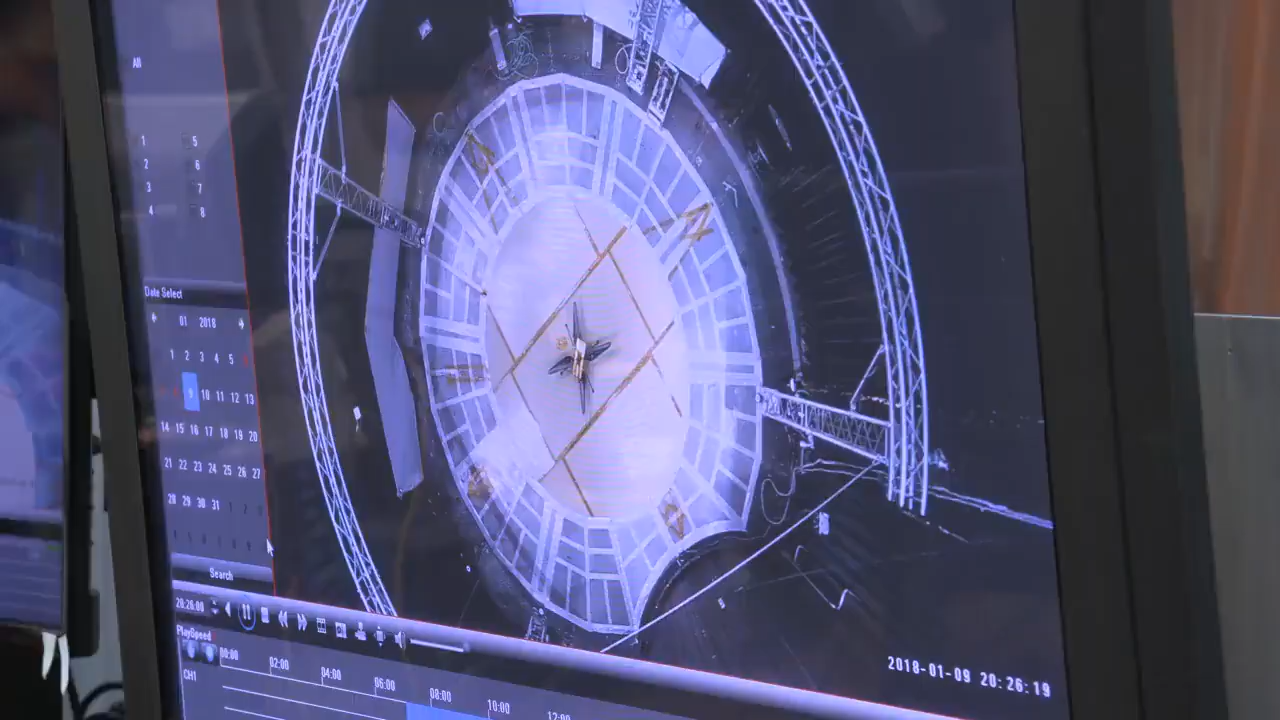 All
1 5
2 6
3 7
4 8
Date Select
01 2018
1 2 3 4 5
9 10 11 12 13
14 15 16 17 18 19 20
21 22 23 24 25 26 27
28 29 30 31
Search
20:26:00
PlaySpeed
00:00 02:00 04:00 06:00 08:00 10:00 12:00
CH1
2018-01-09 20:26:19